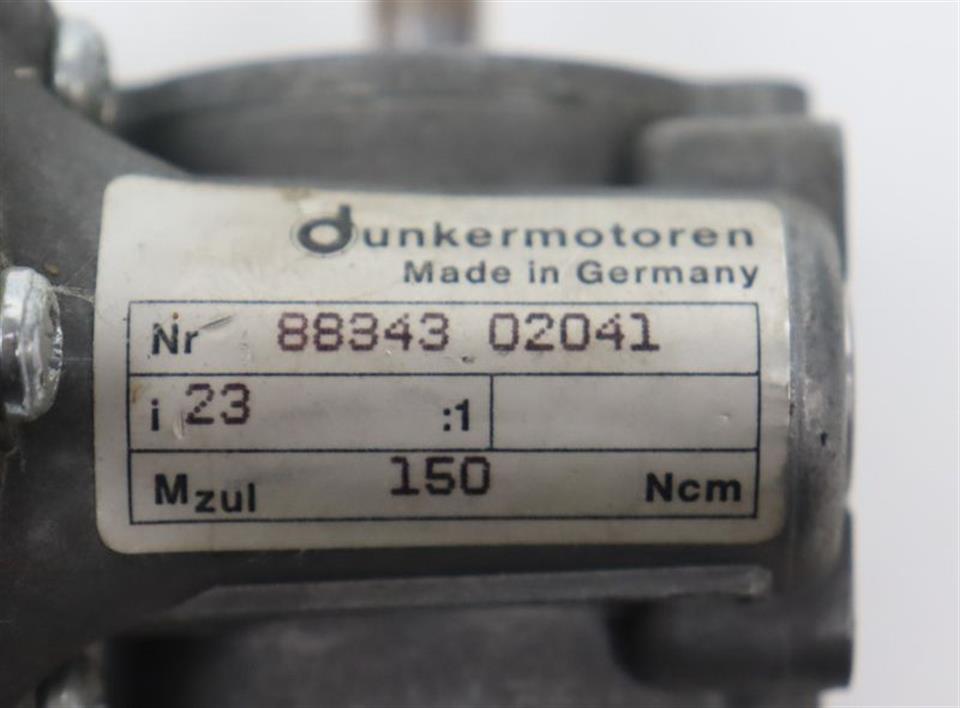 dunkermotoren
Made in Germany
Nr 88343 02041
i 23 :1
Mzul 150 Ncm